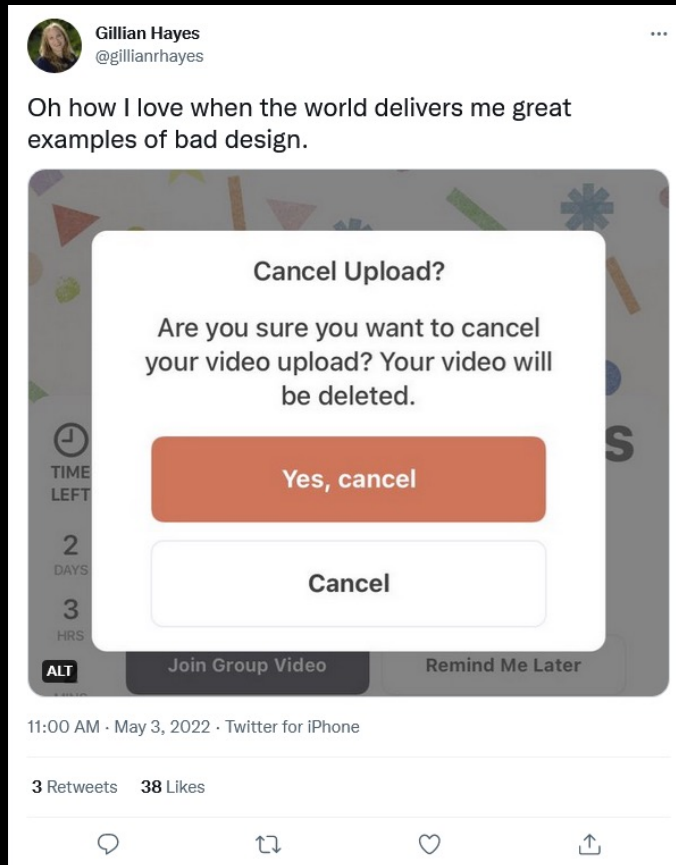 Gillian Hayes
@gillianrhayes
Oh how I love when the world delivers me great
examples of bad design.
Cancel Upload?
Are you sure you want to cancel
your video upload? Your video will
be deleted.
Yes, cancel
Cancel
s
TIME
LEFT
2
DAYS
3
HRS
ALT
Join Group Video
Remind Me Later
11:00 AM · May 3, 2022 · Twitter for iPhone
3 Retweets 38 Likes